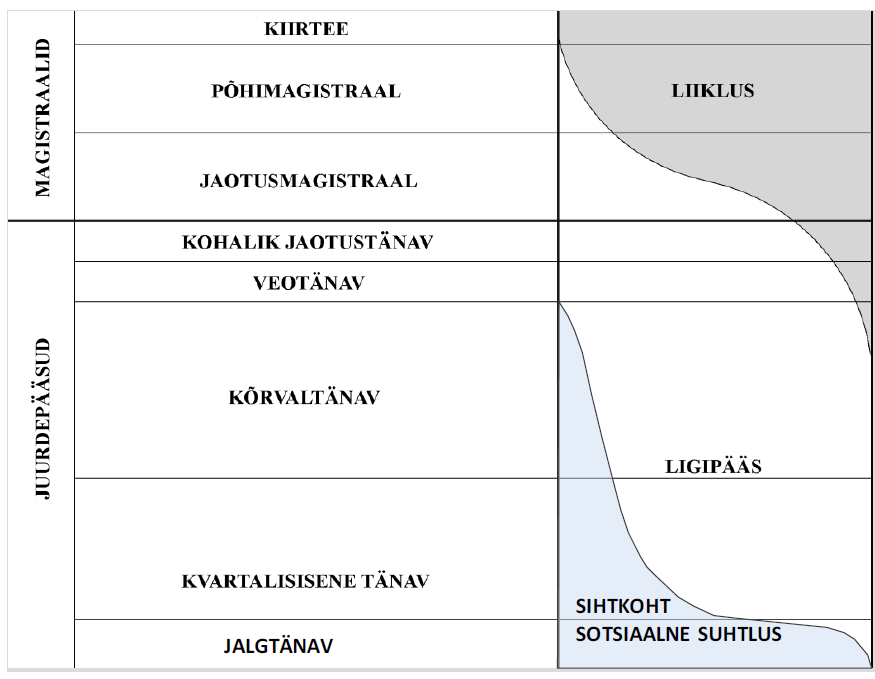 MAGISTRAALID
KIIRTEE
PÕHIMAGISTRAAL
LIIKLUS
JAOTUSMAGISTRAAL
JUURDEPÄÄSUD
KOHALIK JAOTUSTÄNAV
VEOTÄNAV
KÕRVALTÄNAV
LIGIPÄÄS
KVARTALISISENE TÄNAV
SIHTKOHT
SOTSIAALNE SUHTLUS
JALGTÄNAV